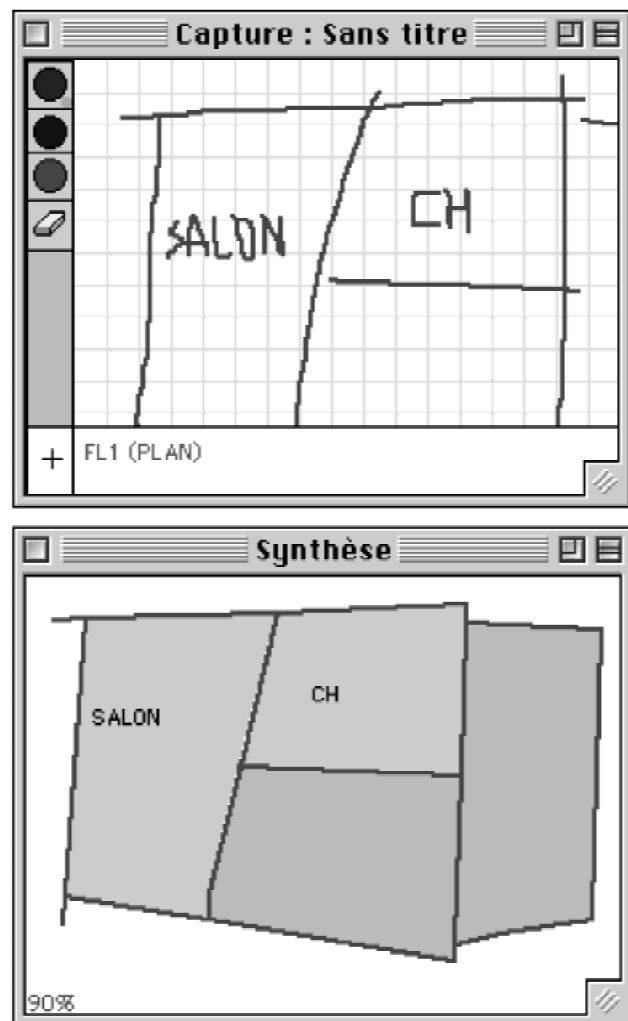 Capture : Sans titre
SALON
CH
FL1 (PLAN)
Synthèse
SALON
CH
90%